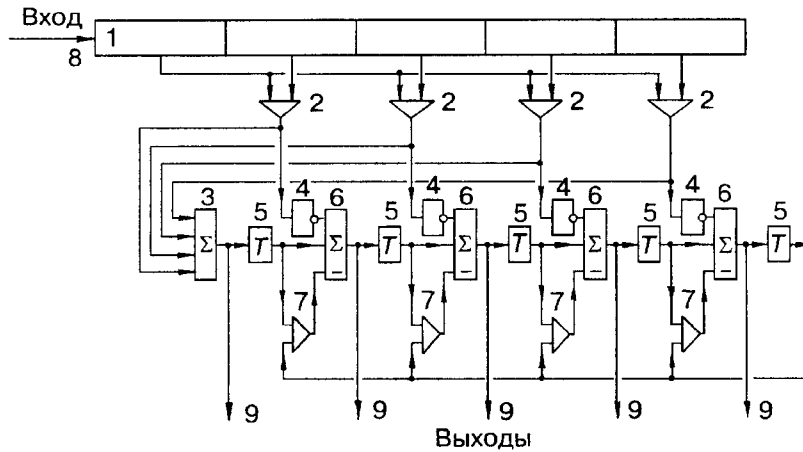 Вход
1
8
2 2 2 2
3 4 4 4 4
5 6 5 6 5 6 5 6 5
Σ T Σ T Σ T Σ T Σ T
− − − −
7 7 7 7
9 9 9 9 9
Выходы